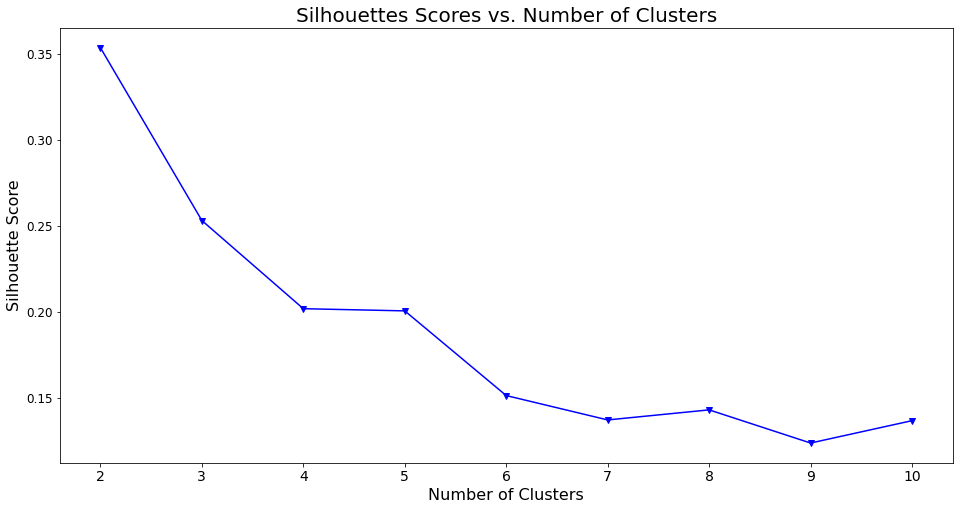 Silhouettes Scores vs. Number of Clusters
Silhouette Score
0.35
0.30
0.25
0.20
0.15
2 3 4 5 6 7 8 9 10
Number of Clusters